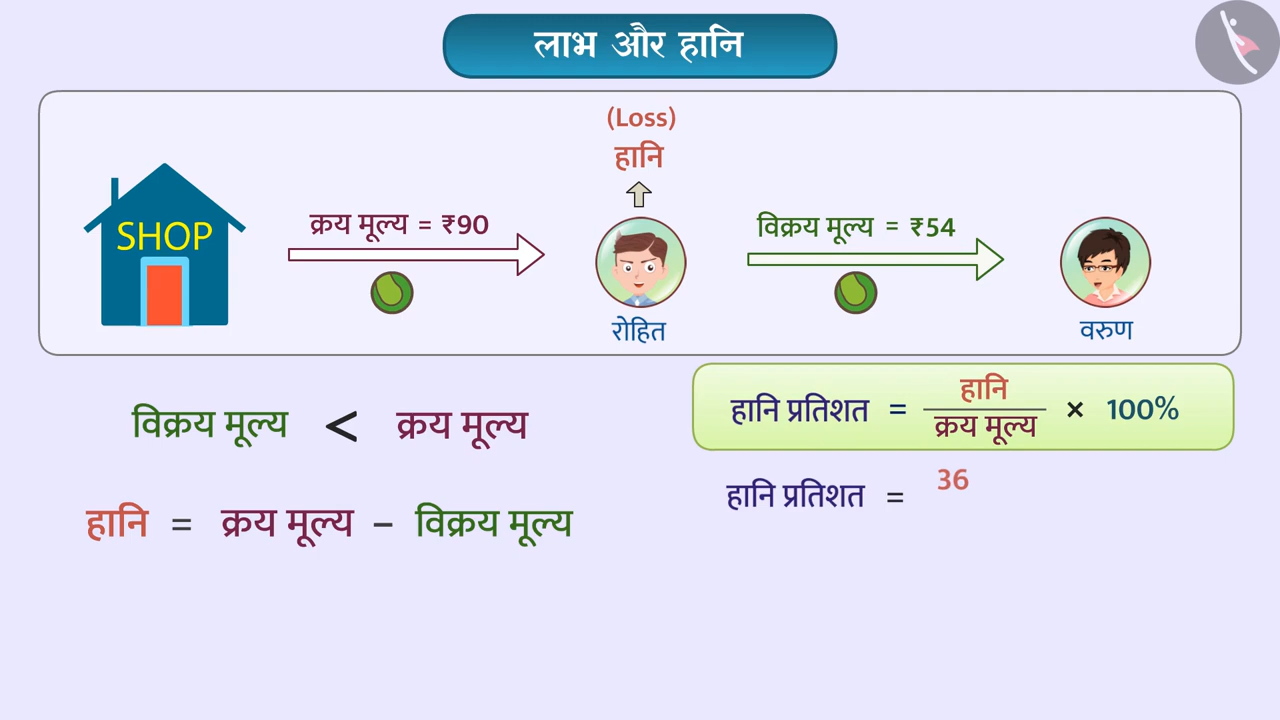 लाभ और हानि
(Loss)
हानि
SHOP
क्रय मूल्य = ₹90
विक्रय मूल्य = ₹54
रोहित
वरुण
विक्रय मूल्य < क्रय मूल्य
हानि प्रतिशत = हानि / क्रय मूल्य × 100%
हानि = क्रय मूल्य – विक्रय मूल्य
हानि प्रतिशत = 36